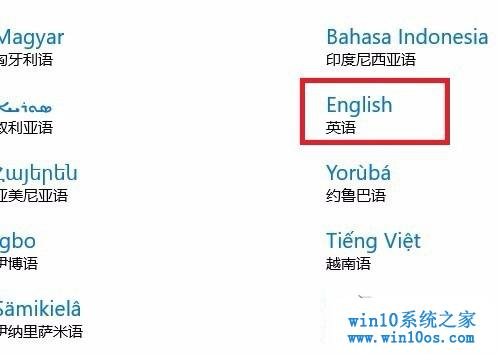 Magyar
匈牙利语
Bahasa Indonesia
印度尼西亚语
叙利亚语
English
英语
Հայերեն
亚美尼亚语
Yorùbá
约鲁巴语
Igbo
伊博语
Tiếng Việt
越南语
Sämikielâ
伊纳里萨米语
win10系统之家
www.win10os.com